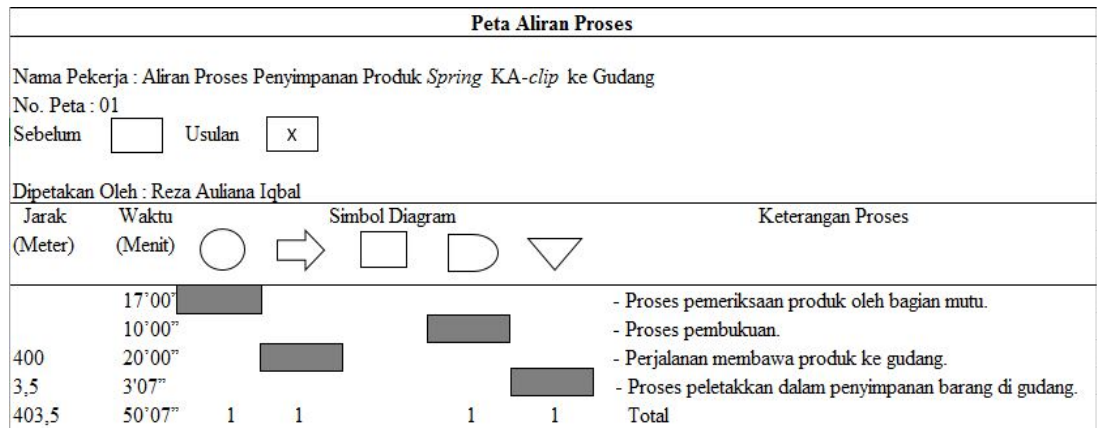 Peta Aliran Proses
Nama Pekerja : Aliran Proses Penyimpanan Produk Spring KA-clip ke Gudang
No. Peta : 01
Sebelum Usulan X
Dipetakan Oleh : Reza Auliana Iqbal
Jarak Waktu Simbol Diagram Keterangan Proses
(Meter) (Menit)
17'00" - Proses pemeriksaan produk oleh bagian mutu.
10'00" - Proses pembukuan.
400 20'00" - Perjalanan membawa produk ke gudang.
3,5 3'07" - Proses peletakkan dalam penyimpanan barang di gudang.
403,5 50'07" 1 1 1 1 Total